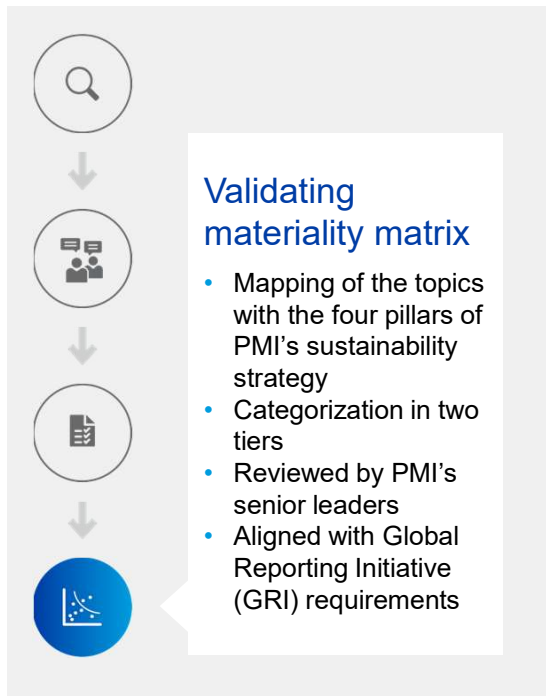 Validating
materiality matrix
• Mapping of the topics
with the four pillars of
PMI's sustainability
strategy
• Categorization in two
tiers
• Reviewed by PMI's
senior leaders
• Aligned with Global
Reporting Initiative
(GRI) requirements